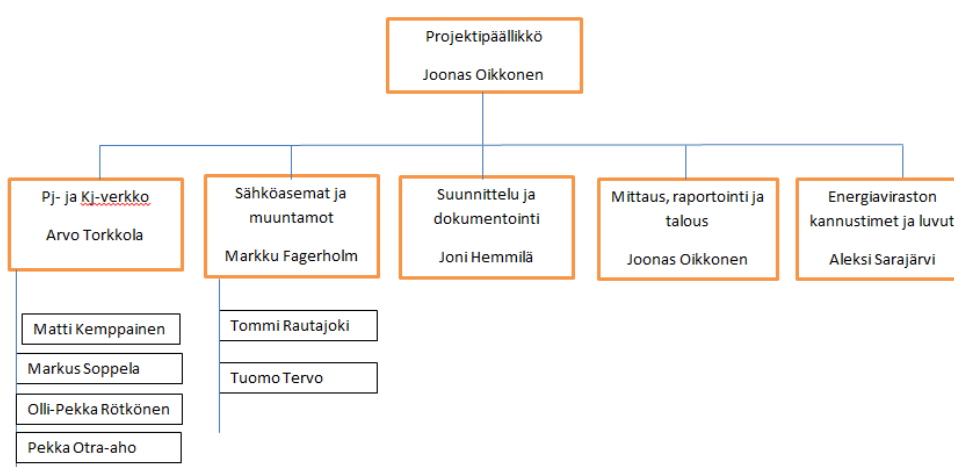 Projektipäällikkö
Joonas Oikkonen
Pj- ja Kj-verkko
Arvo Torkkola
Sähköasemat ja
muuntamot
Markku Fagerholm
Suunnittelu ja
dokumentointi
Joni Hemmilä
Mittaus, raportointi ja
talous
Joonas Oikkonen
Energiaviraston
kannustimet ja luvut
Aleksi Sarajärvi
Matti Kemppainen
Markus Soppela
Olli-Pekka Rötkönen
Pekka Otra-aho
Tommi Rautajoki
Tuomo Tervo